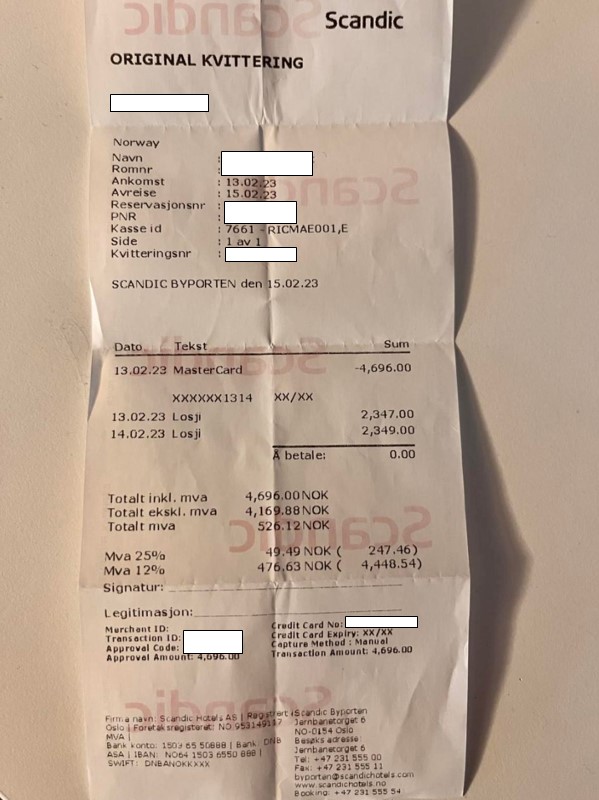 Scandic
ORIGINAL KVITTERING
Norway
Navn :
Romnr
Ankomst : 13.02.23
Avreise : 15.02.23
Reservasjonsnr :
PNR :
Kasse id : 7661 - RICMAE001,E
Side : 1 av 1
Kvitteringsnr :
SCANDIC BYPORTEN den 15.02.23
Dato Tekst Sum
13.02.23 MasterCard -4,696.00
XXXXXX1314 XX/XX
13.02.23 Losji 2,347.00
14.02.23 Losji 2,349.00
Å betale: 0.00
Totalt inkl. mva 4,696.00 NOK
Totalt ekskl. mva 4,169.88 NOK
Totalt mva 526.12 NOK
Mva 25% 49.49 NOK ( 247.46)
Mva 12% 476.63 NOK ( 4,448.54)
Signatur:
Legitimasjon:
Merchant ID: Credit Card No:
Transaction ID: Credit Card Expiry: XX/XX
Approval Code: Capture Method : Manual
Approval Amount: 4,696.00 Transaction Amount: 4,696.00
Firma navn: Scandic Hotels AS | Registrert i Scandic Byporten
Oslo | Foretaksregisteret: NO 953149117 Jernbanetorget 6
MVA | NO-0154 Oslo
Bank konto: 1503 65 50888 | Bank: DNB Besøks adresse:
ASA | IBAN: NO64 1503 6550 888 | Jernbanetorget 6
SWIFT: DNBANOKKXXX Tel: +47 231 555 00
Fax: +47 231 555 11
byporten@scandichotels.com
www.scandichotels.no
Booking: +47 231 555 54